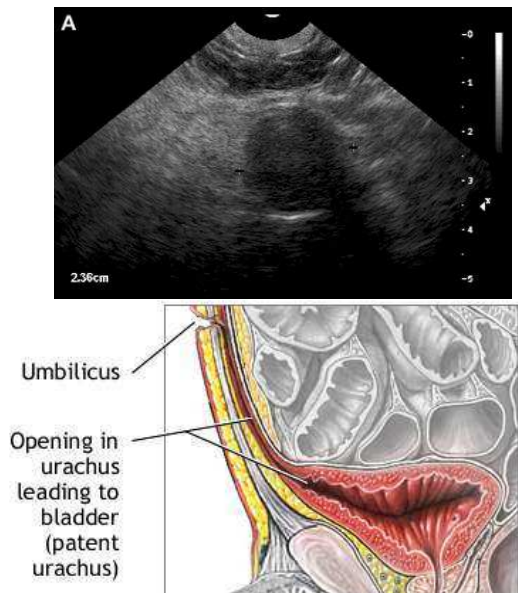 A
0
1
2
3
4
5
x
2.36cm
Umbilicus
Opening in
urachus
leading to
bladder
(patent
urachus)